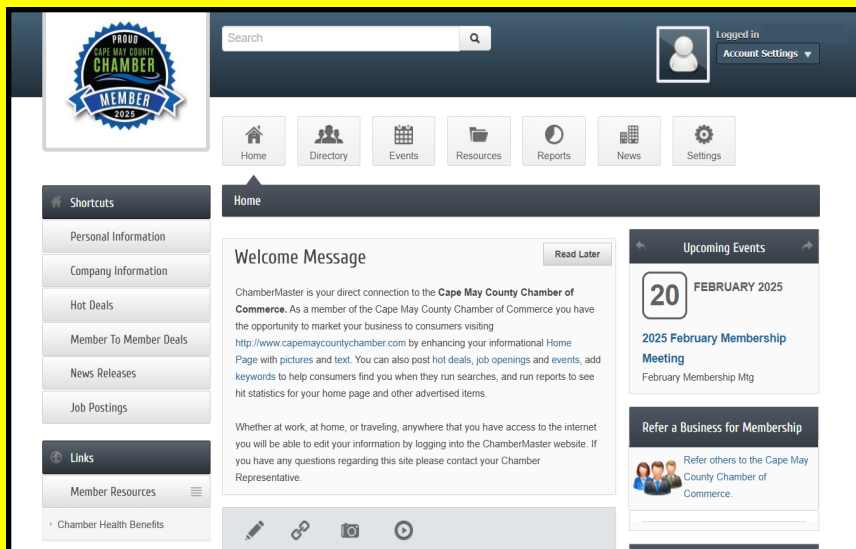 PROUD
CAPE MAY COUNTY
CHAMBER
MEMBER
2025
Search
Logged in
Account Settings
Home
Directory
Events
Resources
Reports
News
Settings
Shortcuts
Personal Information
Company Information
Hot Deals
Member To Member Deals
News Releases
Job Postings
Links
Member Resources
Chamber Health Benefits
Home
Welcome Message
Read Later
ChamberMaster is your direct connection to the Cape May County Chamber of
Commerce. As a member of the Cape May County Chamber of Commerce you have
the opportunity to market your business to consumers visiting
http://www.capemaycountychamber.com by enhancing your informational Home
Page with pictures and text. You can also post hot deals, job openings and events, add
keywords to help consumers find you when they run searches, and run reports to see
hit statistics for your home page and other advertised items.
Whether at work, at home, or traveling, anywhere that you have access to the internet
you will be able to edit your information by logging into the ChamberMaster website. If
you have any questions regarding this site please contact your Chamber
Representative.
Upcoming Events
20
FEBRUARY 2025
2025 February Membership
Meeting
February Membership Mtg
Refer a Business for Membership
Refer others to the Cape May
County Chamber of
Commerce.